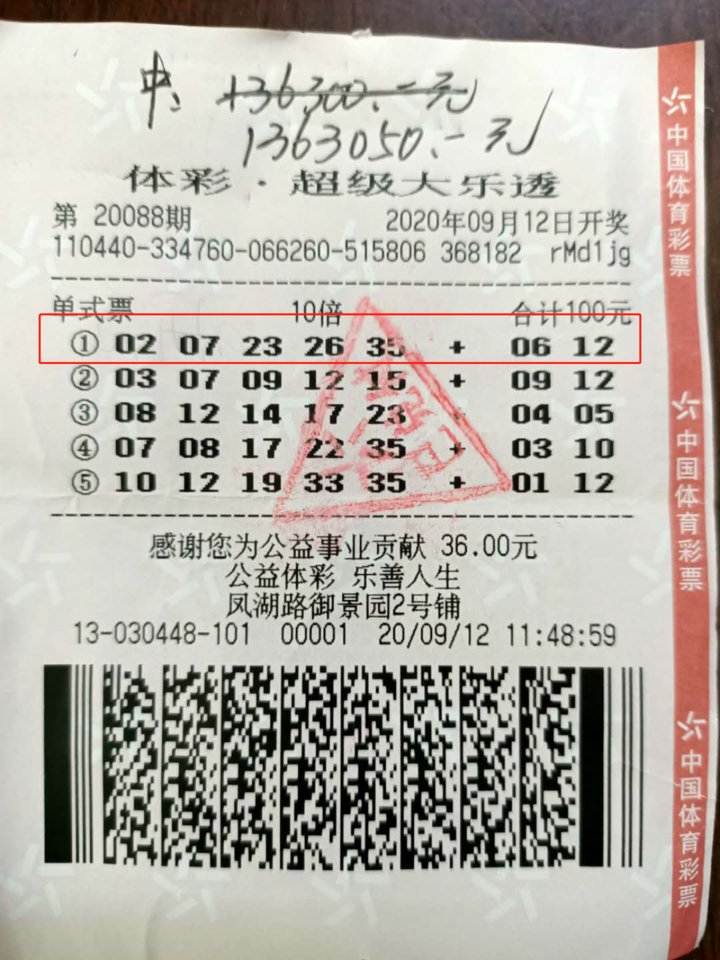 中: 136300.-元
1363050.-元
体彩·超级大乐透
第 20088期 2020年09月12日开奖
110440-334760-066260-515806 368182 rMd1jg
单式票 10倍 合计100元
① 02 07 23 26 35 + 06 12
② 03 07 09 12 15 + 09 12
③ 08 12 14 17 23 + 04 05
④ 07 08 17 22 35 + 03 10
⑤ 10 12 19 33 35 + 01 12
感谢您为公益事业贡献 36.00元
公益体彩 乐善人生
凤湖路御景园2号铺
13-030448-101 00001 20/09/12 11:48:59
中国体育彩票
中国体育彩票
中国体育彩票